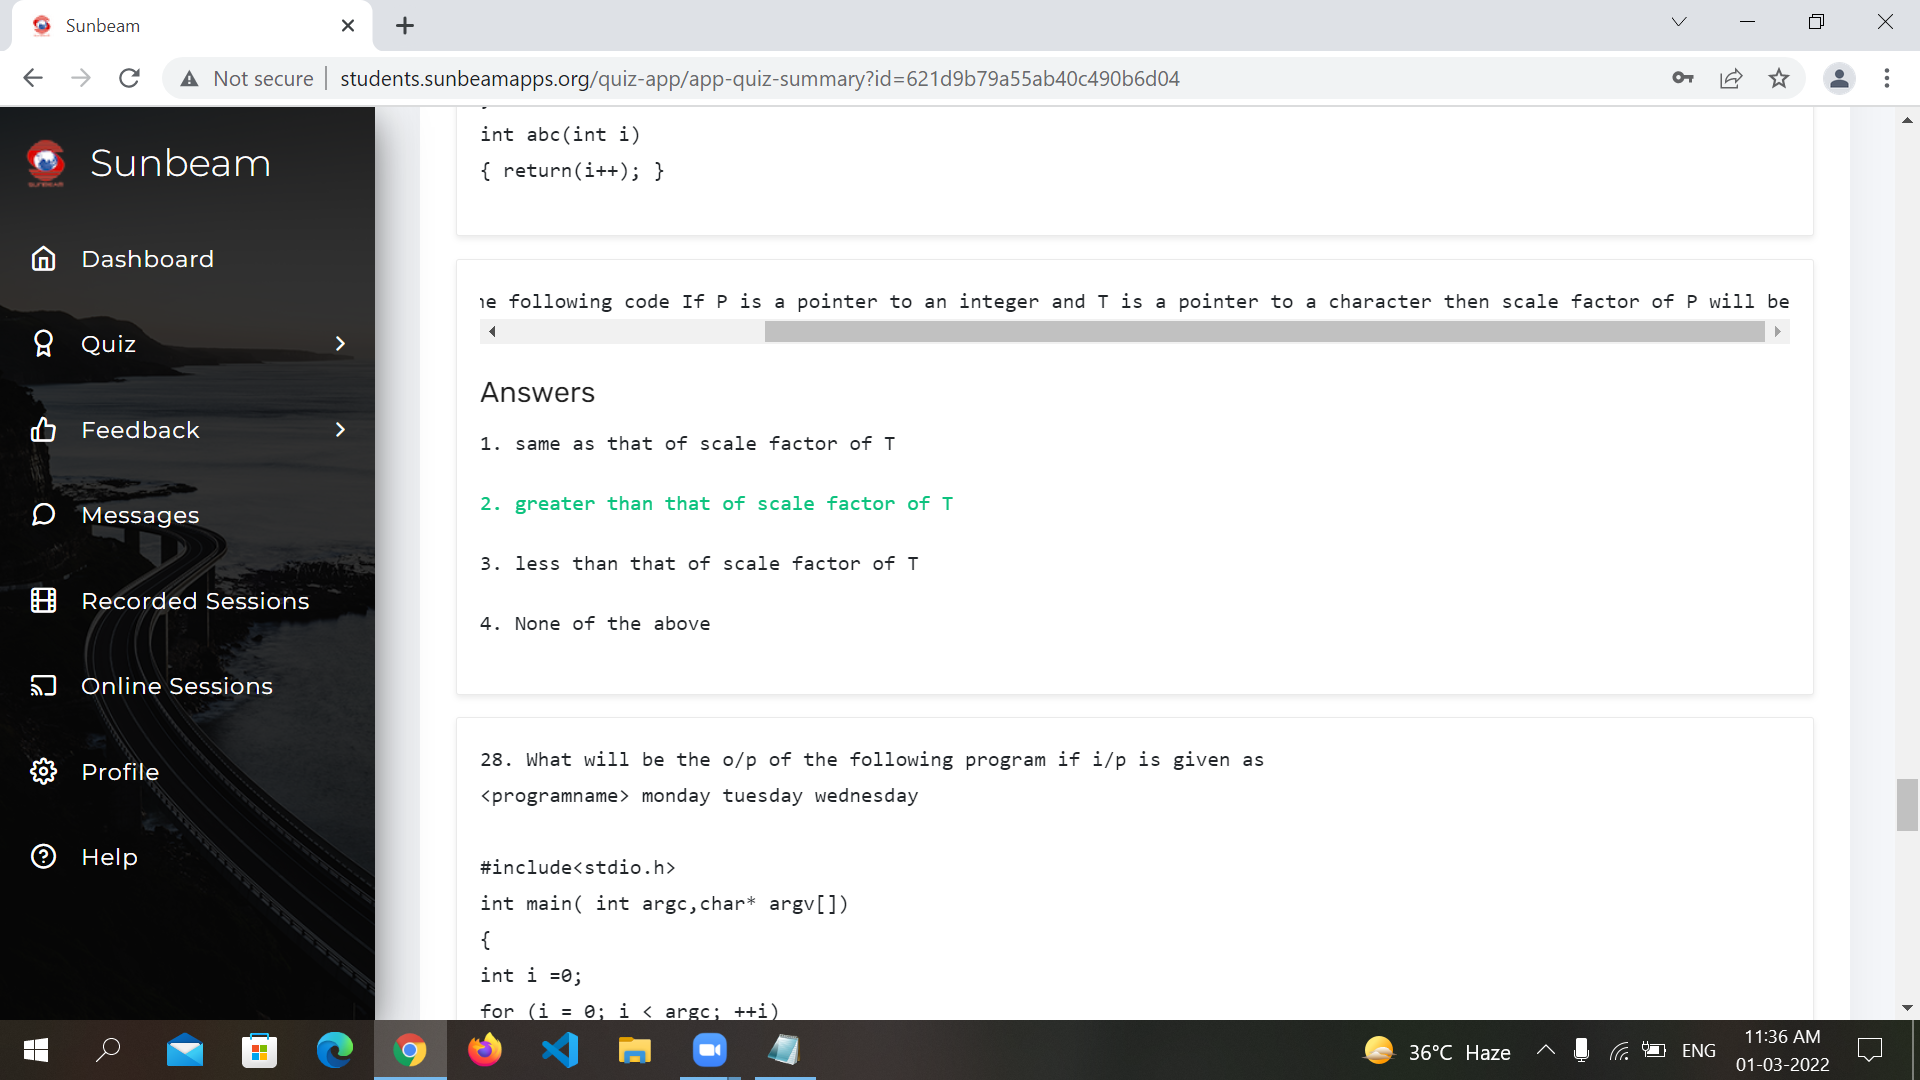 Sunbeam
Not secure
students.sunbeamapps.org/quiz-app/app-quiz-summary?id=621d9b79a55ab40c490b6d04
Sunbeam
Dashboard
Quiz
Feedback
Messages
Recorded Sessions
Online Sessions
Profile
Help
int abc(int i)
{ return(i++); }
he following code If P is a pointer to an integer and T is a pointer to a character then scale factor of P will be
Answers
1. same as that of scale factor of T
2. greater than that of scale factor of T
3. less than that of scale factor of T
4. None of the above
28. What will be the o/p of the following program if i/p is given as
<programname> monday tuesday wednesday
#include<stdio.h>
int main( int argc,char* argv[])
{
int i =0;
for (i = 0; i < argc; ++i)
36°C Haze
ENG
11:36 AM
01-03-2022